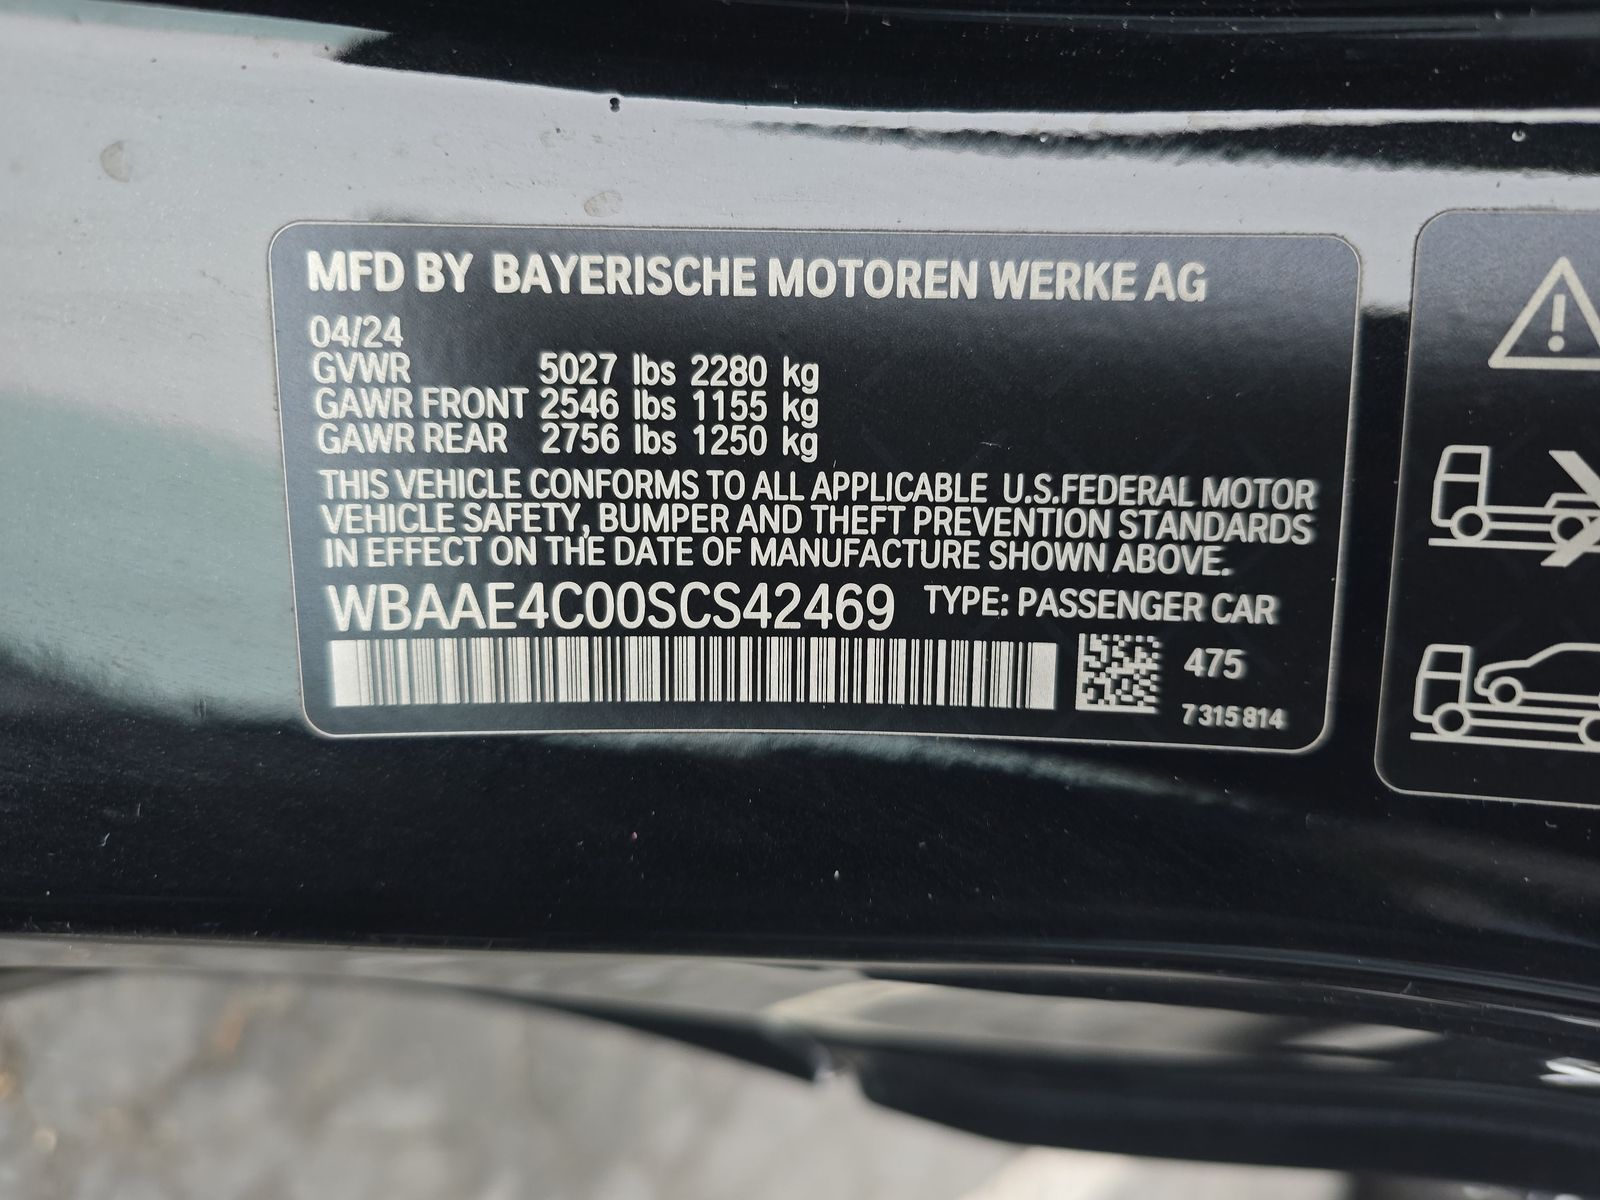 MFD BY BAYERISCHE MOTOREN WERKE AG
04/24
GVWR 5027 lbs 2280 kg
GAWR FRONT 2546 lbs 1155 kg
GAWR REAR 2756 lbs 1250 kg
THIS VEHICLE CONFORMS TO ALL APPLICABLE U.S.FEDERAL MOTOR
VEHICLE SAFETY, BUMPER AND THEFT PREVENTION STANDARDS
IN EFFECT ON THE DATE OF MANUFACTURE SHOWN ABOVE.
WBAAE4C00SCS42469 TYPE: PASSENGER CAR
475
7 315 814